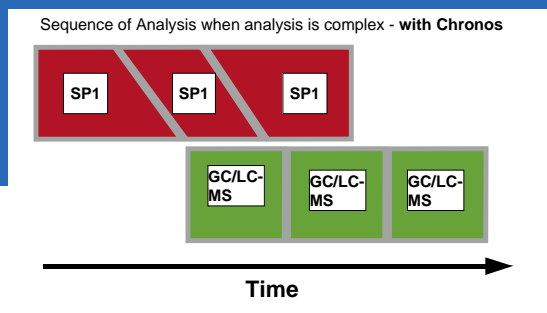 Sequence of Analysis when analysis is complex - with Chronos
SP1
SP1
SP1
GC/LC-
MS
GC/LC-
MS
GC/LC-
MS
Time